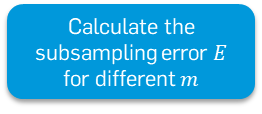 Calculate the
subsampling error E
for different m